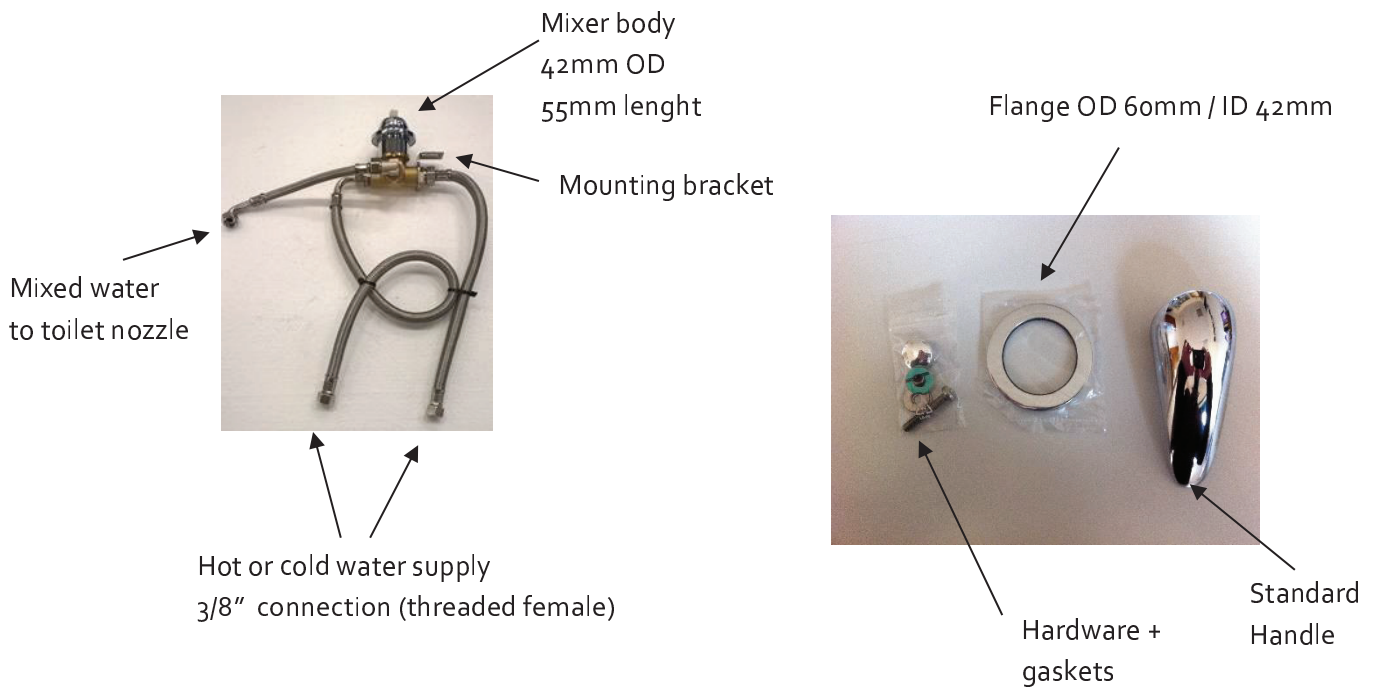 Mixer body
42mm OD
55mm lenght
Mounting bracket
Mixed water
to toilet nozzle
Hot or cold water supply
3/8” connection (threaded female)
Flange OD 60mm / ID 42mm
Hardware +
gaskets
Standard
Handle